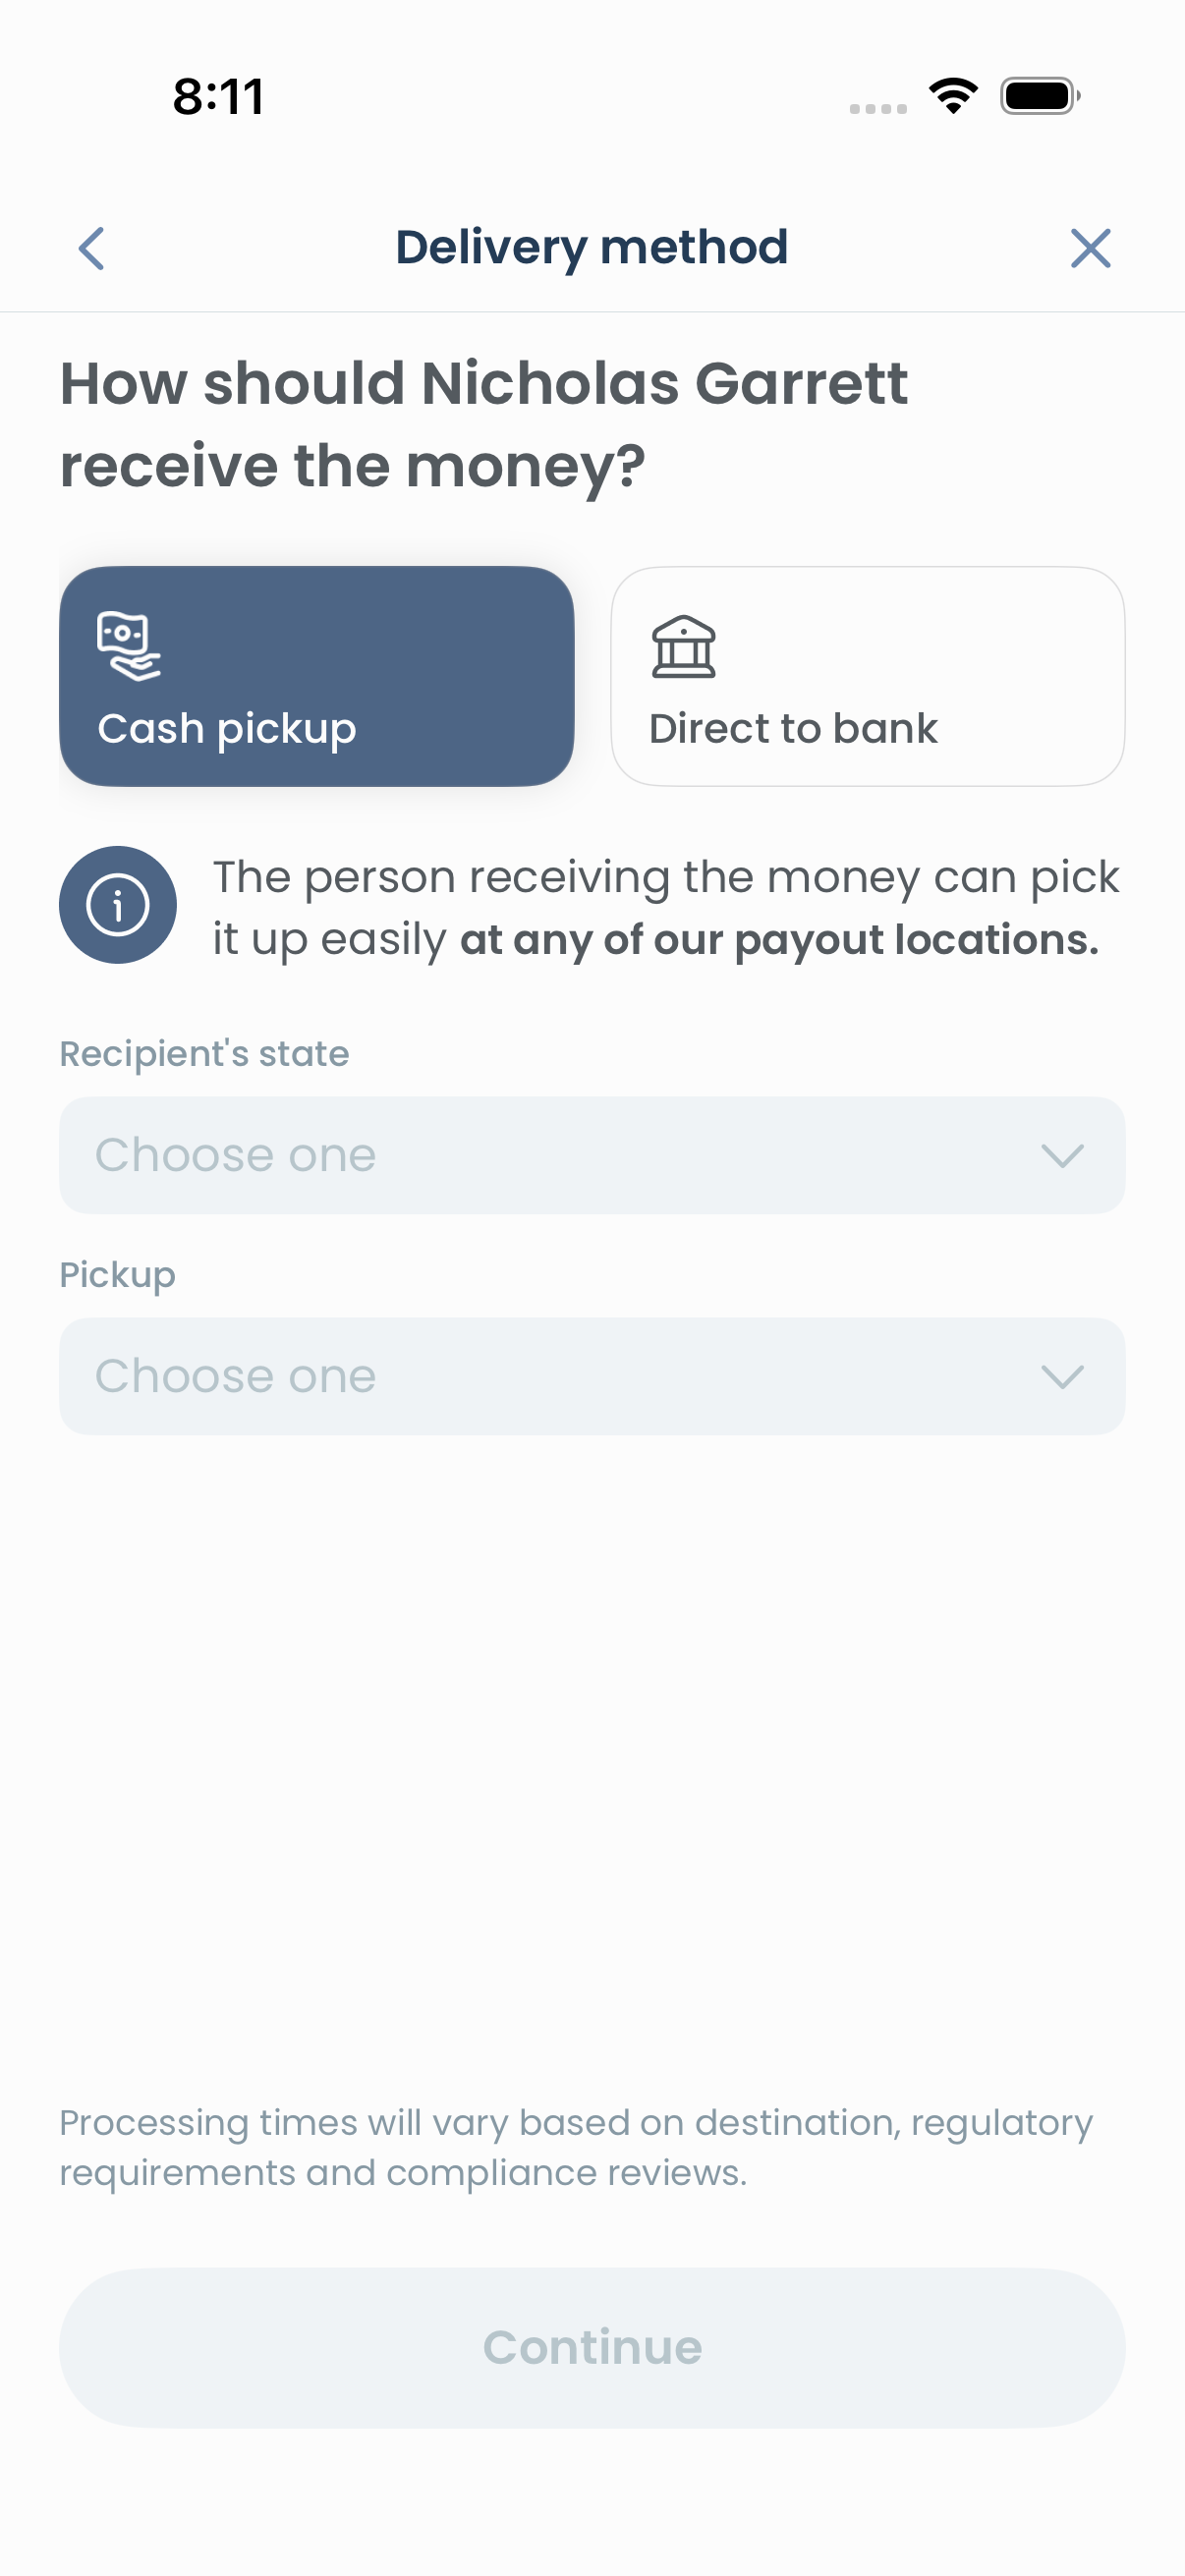 8:11
Delivery method
How should Nicholas Garrett
receive the money?
Cash pickup
Direct to bank
The person receiving the money can pick
it up easily at any of our payout locations.
Recipient's state
Choose one
Pickup
Choose one
Processing times will vary based on destination, regulatory
requirements and compliance reviews.
Continue